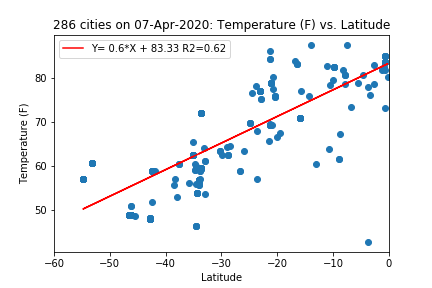 286 cities on 07-Apr-2020: Temperature (F) vs. Latitude
Y= 0.6*X + 83.33 R2=0.62
Temperature (F)
80
70
60
50
−60 −50 −40 −30 −20 −10 0
Latitude